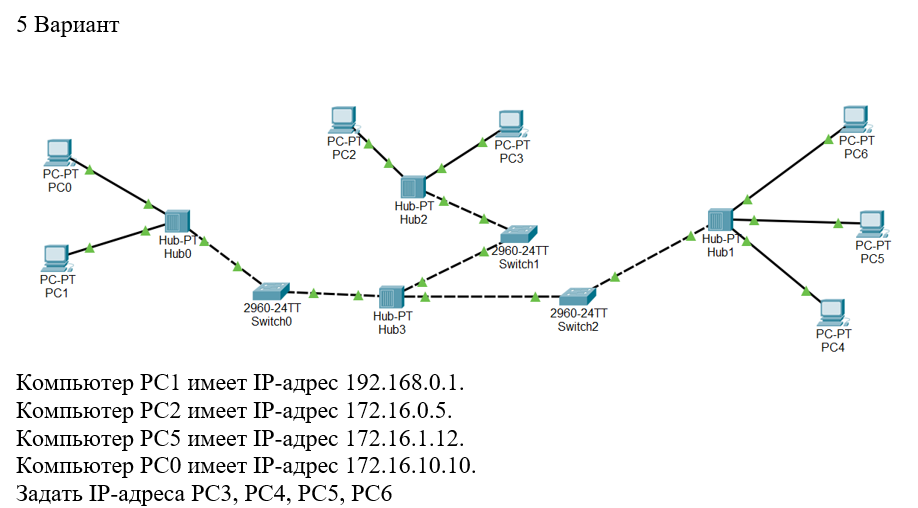 5 Вариант
PC-PT
PC2
PC-PT
PC3
PC-PT
PC6
PC-PT
PC0
Hub-PT
Hub2
Hub-PT
Hub0
2960-24TT
Switch1
Hub-PT
Hub1
PC-PT
PC5
PC-PT
PC1
2960-24TT
Switch0
Hub-PT
Hub3
2960-24TT
Switch2
PC-PT
PC4
Компьютер PC1 имеет IP-адрес 192.168.0.1.
Компьютер PC2 имеет IP-адрес 172.16.0.5.
Компьютер PC5 имеет IP-адрес 172.16.1.12.
Компьютер PC0 имеет IP-адрес 172.16.10.10.
Задать IP-адреса PC3, PC4, PC5, PC6